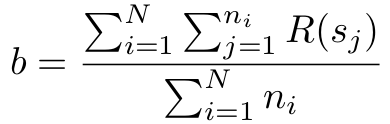 b = \frac{\sum_{i=1}^{N} \sum_{j=1}^{n_i} R(s_j)}{\sum_{i=1}^{N} n_i}